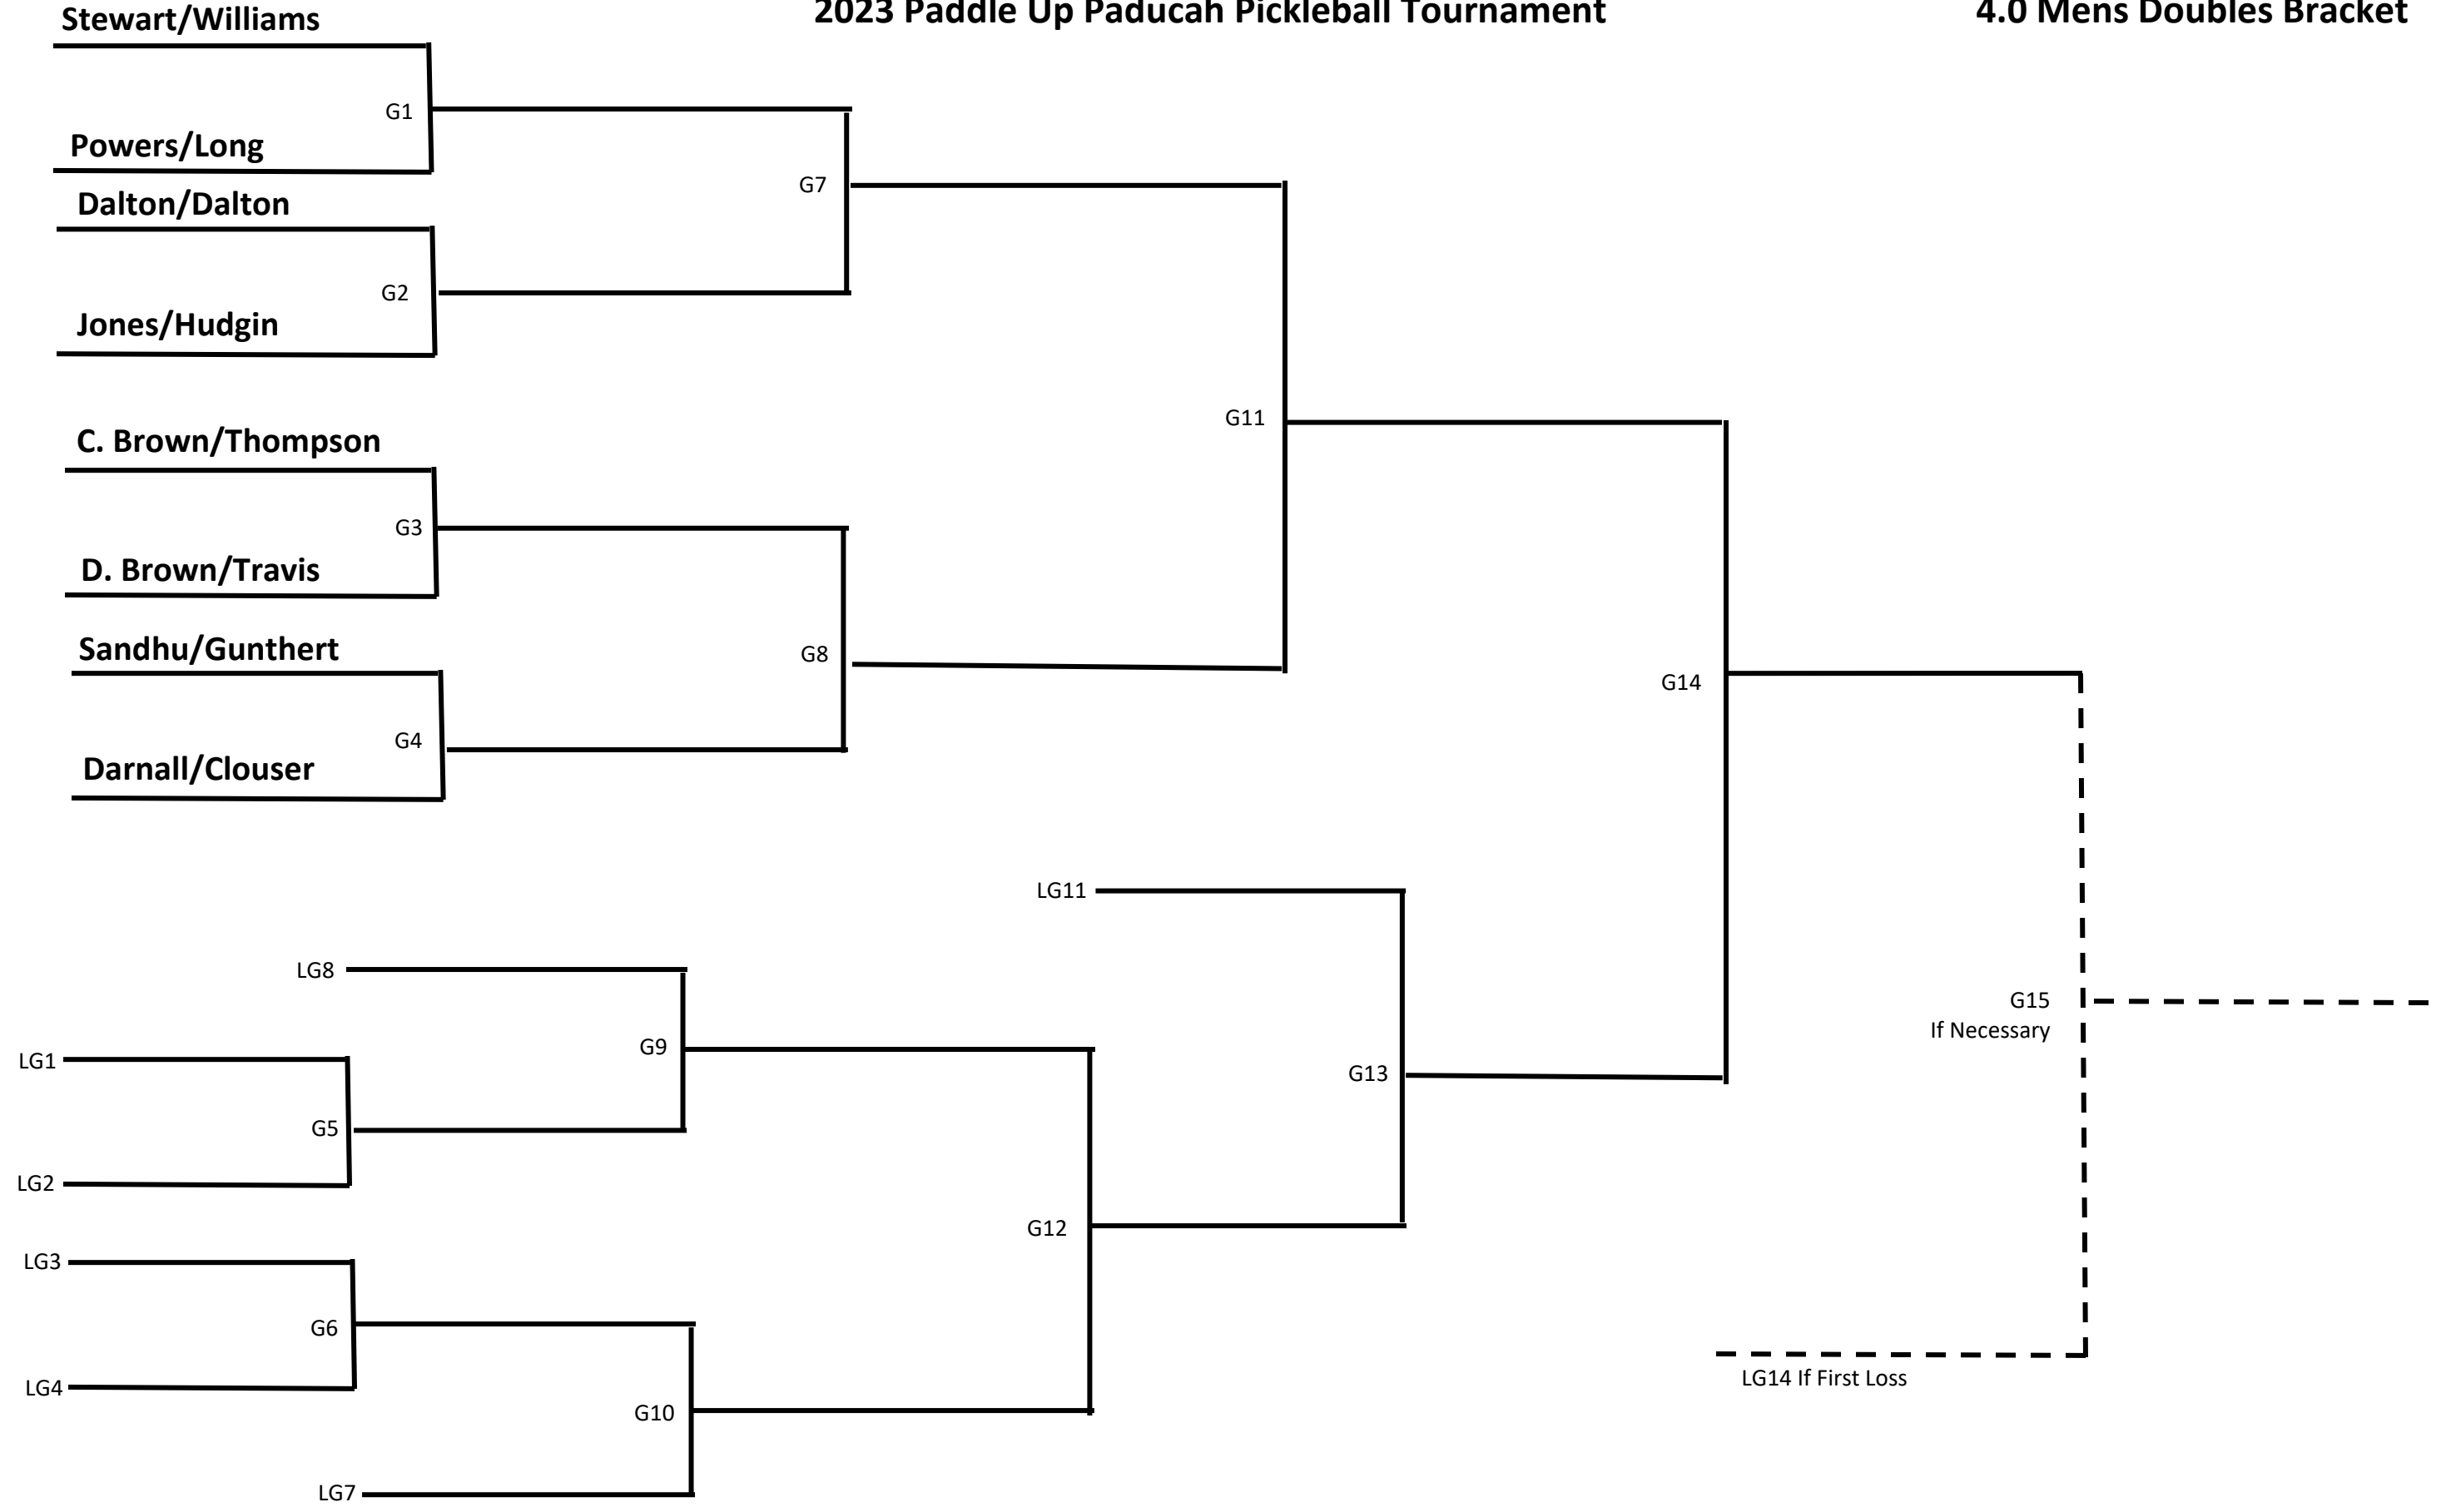 2023 Paddle Up Paducah Pickleball Tournament
4.0 Mens Doubles Bracket
Stewart/Williams
G1
Powers/Long
Dalton/Dalton
G7
G2
Jones/Hudgin
G11
C. Brown/Thompson
G3
D. Brown/Travis
Sandhu/Gunthert
G8
G14
G4
Darnall/Clouser
LG11
LG8
G15
If Necessary
G9
LG1
G13
G5
LG2
G12
LG3
G6
LG4
LG14 If First Loss
G10
LG7